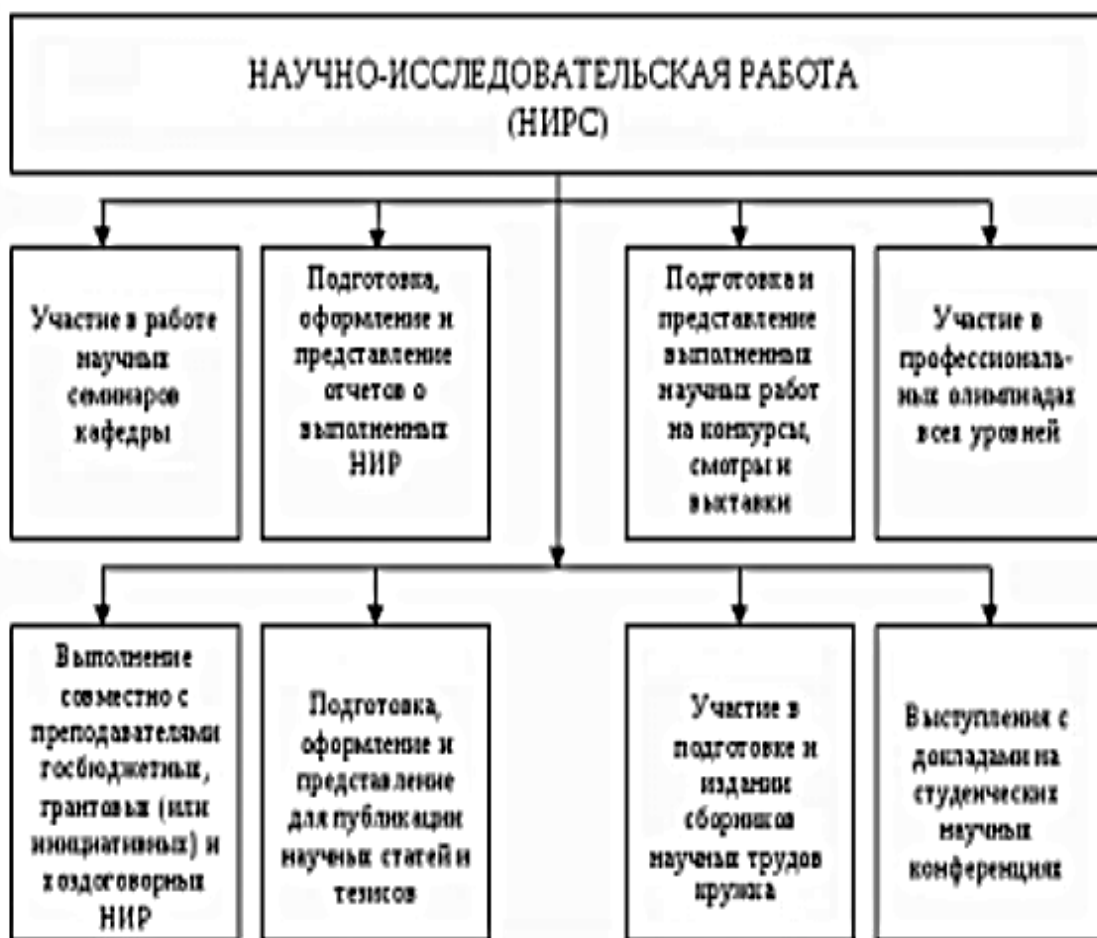 НАУЧНО-ИССЛЕДОВАТЕЛЬСКАЯ РАБОТА
(НИРС)
Участие в работе
научных
семинаров
кафедры
Подготовка,
оформление и
представление
отчетов о
выполненных
НИР
Подготовка и
представление
выполненных
научных работ
на конкурсы,
смотры и
выставки
Участие в
профессиональ-
ных олимпиадах
всех уровней
Выполнение
совместно с
преподавателями
госбюджетных,
грантовых (или
инициативных) и
хоздоговорных
НИР
Подготовка,
оформление и
представление
для публикации
научных статей и
тезисов
Участие в
подготовке и
издании
сборников
научных трудов
кружка
Выступления с
докладами на
студенческих
научных
конференциях